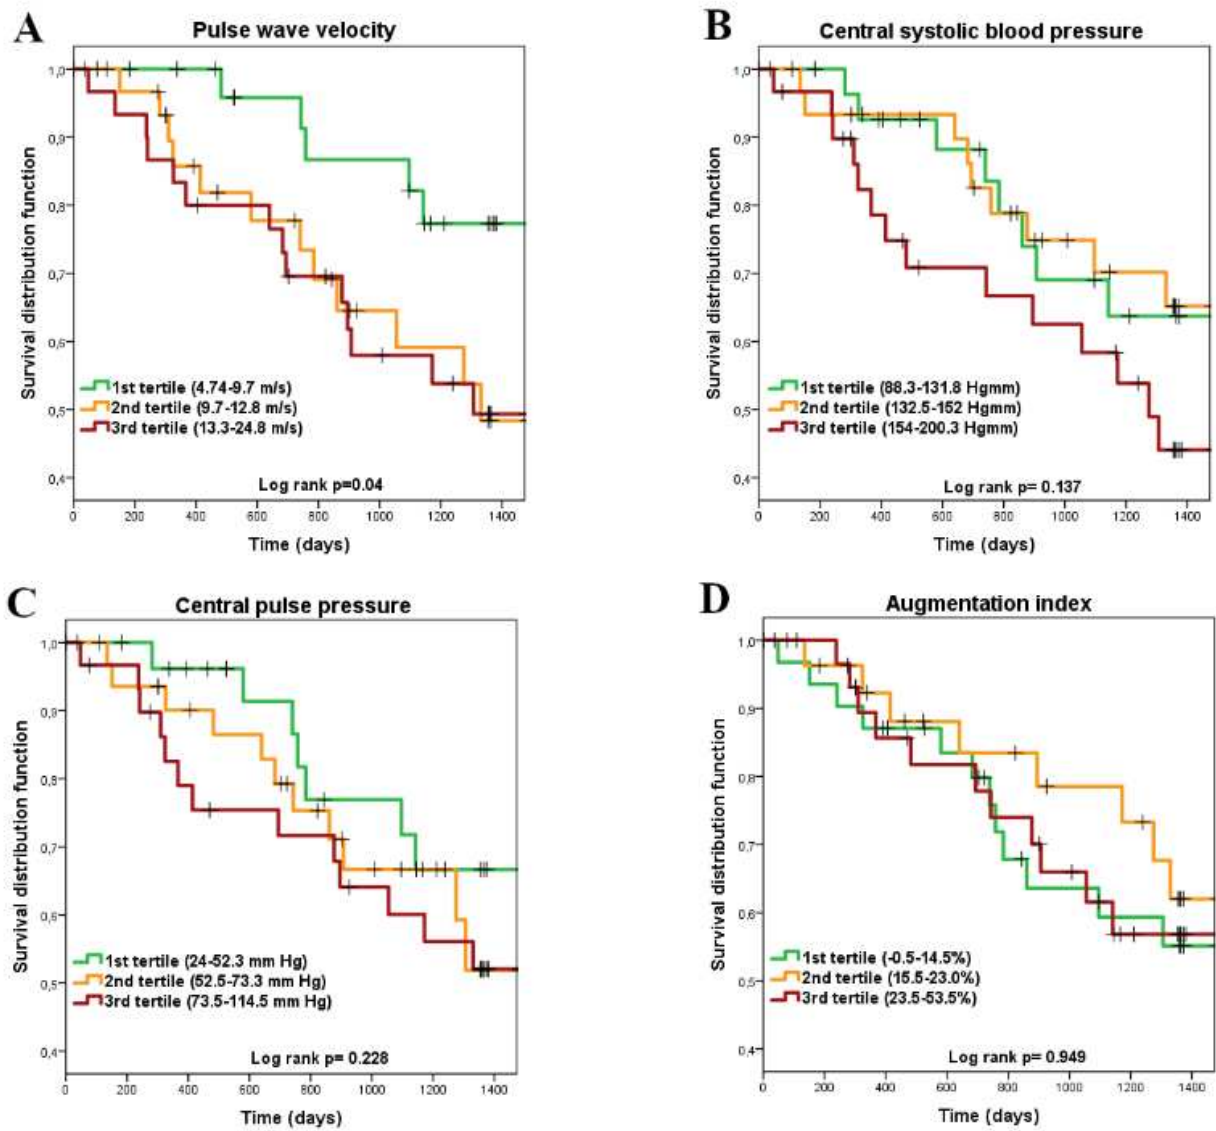 A
Pulse wave velocity
Survival distribution function
1,0
0,9
0,8
0,7
0,6
0,5
0,4
1st tertile (4.74-9.7 m/s)
2nd tertile (9.7-12.8 m/s)
3rd tertile (13.3-24.8 m/s)
Log rank p=0.04
0 200 400 600 800 1000 1200 1400
Time (days)
B
Central systolic blood pressure
Survival distribution function
1,0
0,9
0,8
0,7
0,6
0,5
0,4
1st tertile (88.3-131.8 Hgmm)
2nd tertile (132.5-152 Hgmm)
3rd tertile (154-200.3 Hgmm)
Log rank p= 0.137
0 200 400 600 800 1000 1200 1400
Time (days)
C
Central pulse pressure
Survival distribution function
1,0
0,9
0,8
0,7
0,6
0,5
0,4
1st tertile (24-52.3 mm Hg)
2nd tertile (52.5-73.3 mm Hg)
3rd tertile (73.5-114.5 mm Hg)
Log rank p= 0.228
0 200 400 600 800 1000 1200 1400
Time (days)
D
Augmentation index
Survival distribution function
1,0
0,9
0,8
0,7
0,6
0,5
0,4
1st tertile (-0.5-14.5%)
2nd tertile (15.5-23.0%)
3rd tertile (23.5-53.5%)
Log rank p= 0.949
0 200 400 600 800 1000 1200 1400
Time (days)